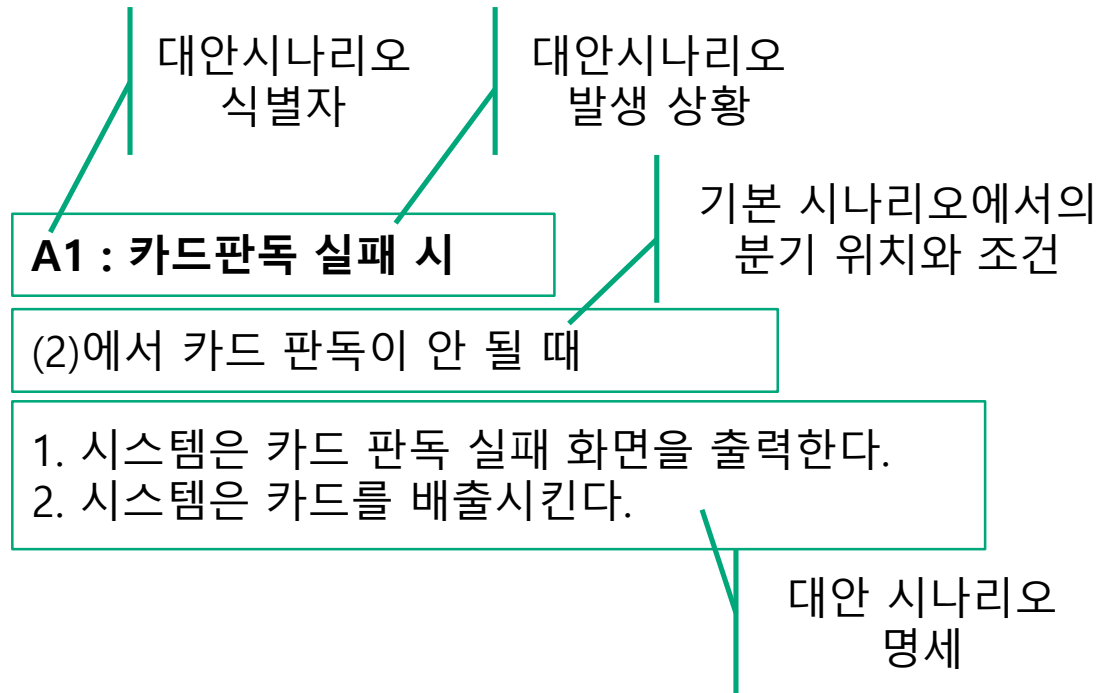 대안시나리오
식별자
대안시나리오
발생 상황
기본 시나리오에서의
분기 위치와 조건
A1 : 카드판독 실패 시
(2)에서 카드 판독이 안 될 때
1. 시스템은 카드 판독 실패 화면을 출력한다.
2. 시스템은 카드를 배출시킨다.
대안 시나리오
명세